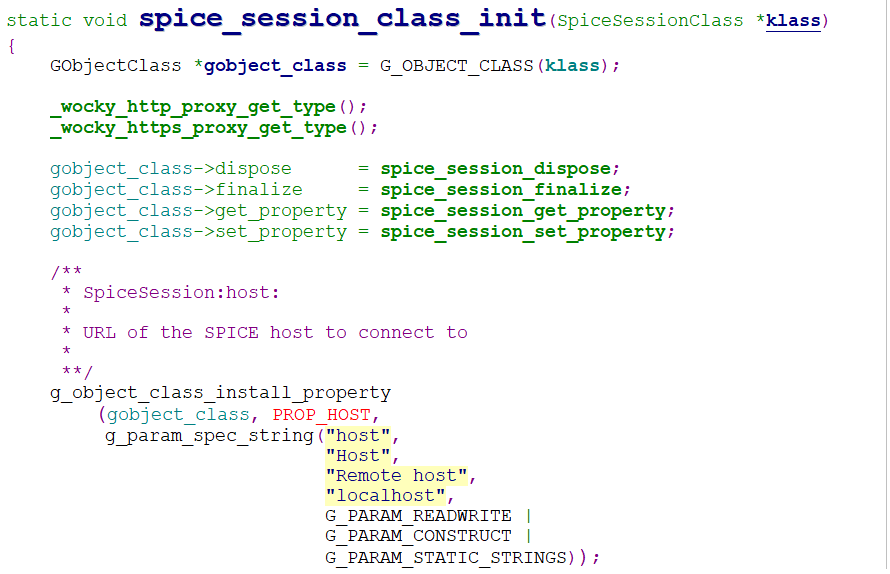 static void spice_session_class_init(SpiceSessionClass *klass)
{
    GObjectClass *gobject_class = G_OBJECT_CLASS(klass);

    _wocky_http_proxy_get_type();
    _wocky_https_proxy_get_type();

    gobject_class->dispose      = spice_session_dispose;
    gobject_class->finalize     = spice_session_finalize;
    gobject_class->get_property = spice_session_get_property;
    gobject_class->set_property = spice_session_set_property;

    /**
     * SpiceSession:host:
     *
     * URL of the SPICE host to connect to
     *
     **/
    g_object_class_install_property
        (gobject_class, PROP_HOST,
         g_param_spec_string("host",
                             "Host",
                             "Remote host",
                             "localhost",
                             G_PARAM_READWRITE |
                             G_PARAM_CONSTRUCT |
                             G_PARAM_STATIC_STRINGS));